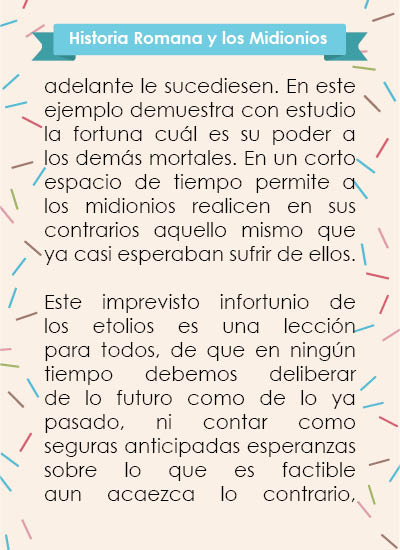 Historia Romana y los Midionios
adelante le sucediesen. En este
ejemplo demuestra con estudio
la fortuna cuál es su poder a
los demás mortales. En un corto
espacio de tiempo permite a
los midionios realicen en sus
contrarios aquello mismo que
ya casi esperaban sufrir de ellos.
Este imprevisto infortunio de
los etolios es una lección
para todos, de que en ningún
tiempo debemos deliberar
de lo futuro como de lo ya
pasado, ni contar como
seguras anticipadas esperanzas
sobre lo que es factible
aun acaezca lo contrario,